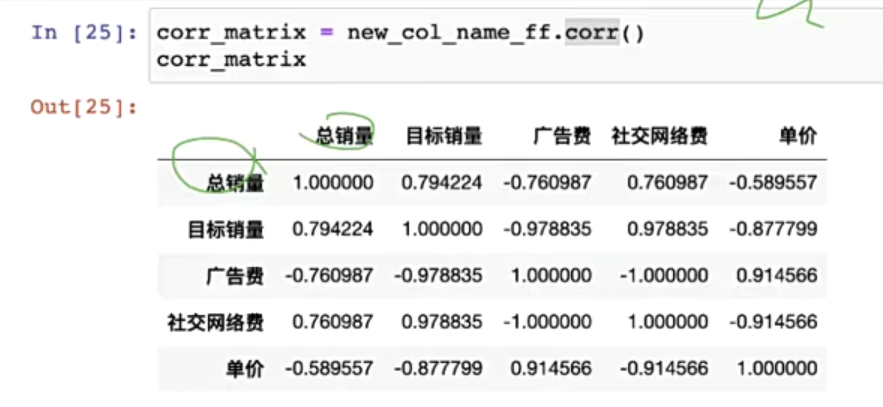 In [25]: corr_matrix = new_col_name_ff.corr()
corr_matrix
Out[25]:
总销量 目标销量 广告费 社交网络费 单价
总销量 1.000000 0.794224 -0.760987 0.760987 -0.589557
目标销量 0.794224 1.000000 -0.978835 0.978835 -0.877799
广告费 -0.760987 -0.978835 1.000000 -1.000000 0.914566
社交网络费 0.760987 0.978835 -1.000000 1.000000 -0.914566
单价 -0.589557 -0.877799 0.914566 -0.914566 1.000000